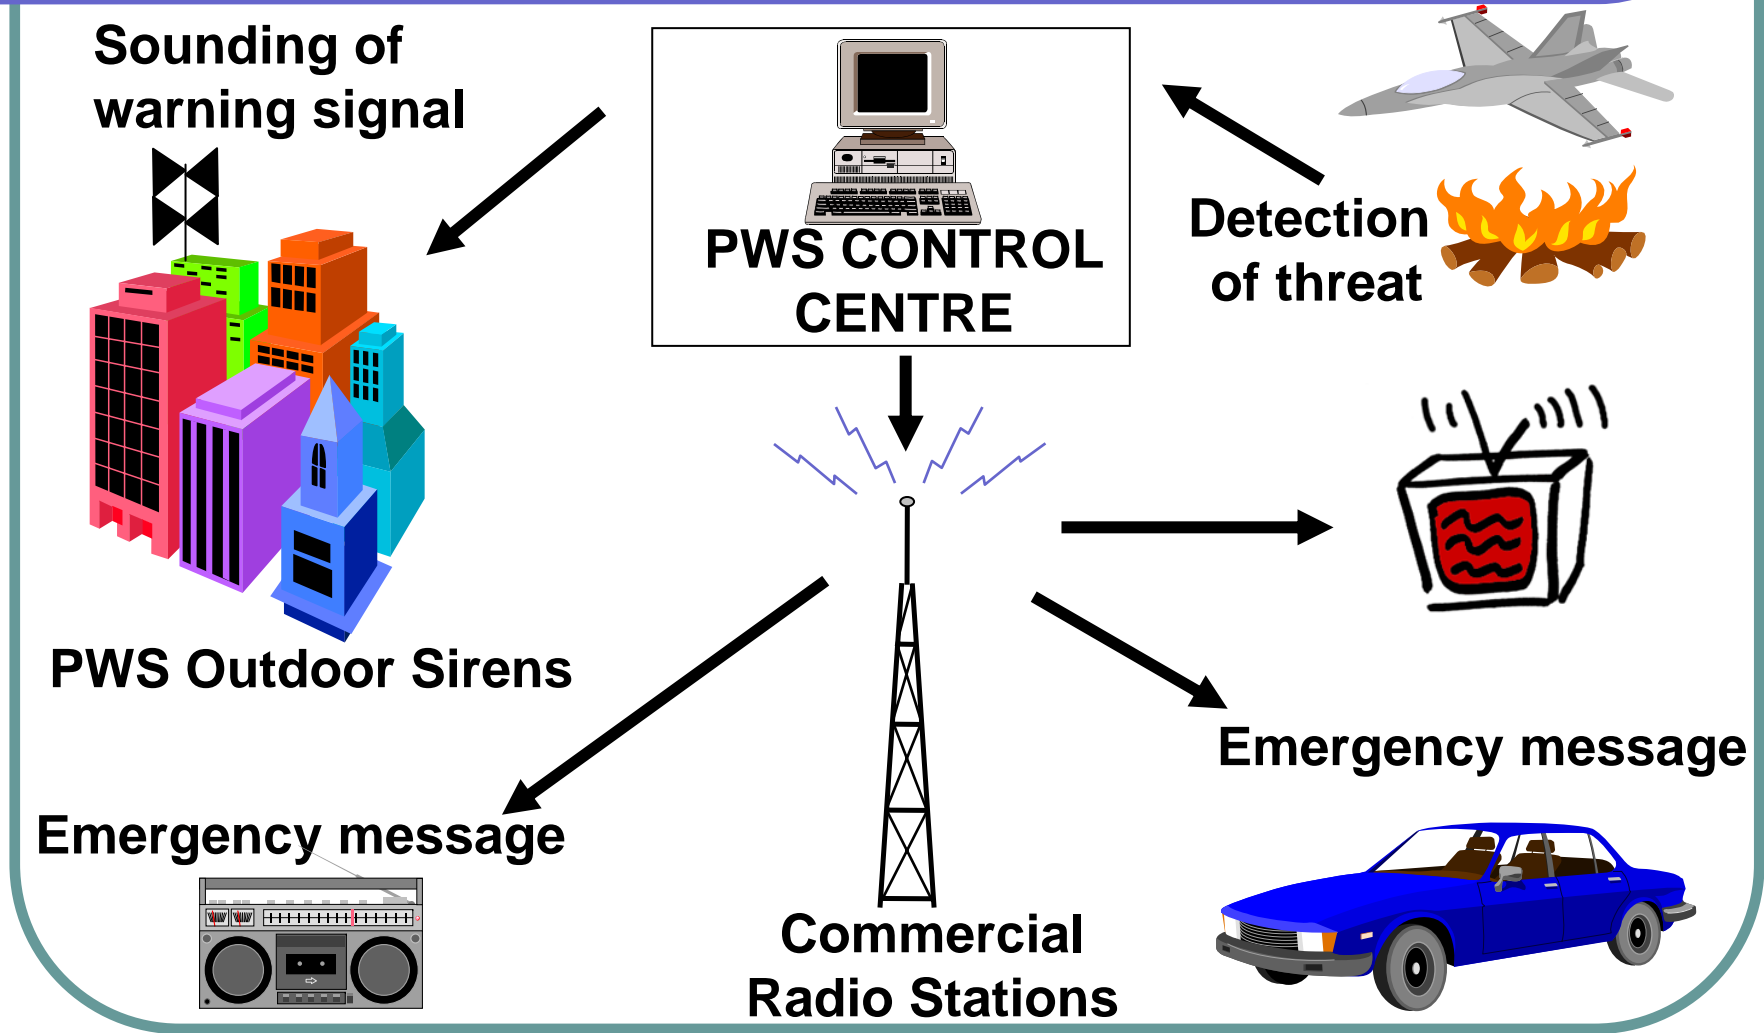 Sounding of
warning signal
PWS CONTROL
CENTRE
Detection
of threat
PWS Outdoor Sirens
Emergency message
Emergency message
Commercial
Radio Stations